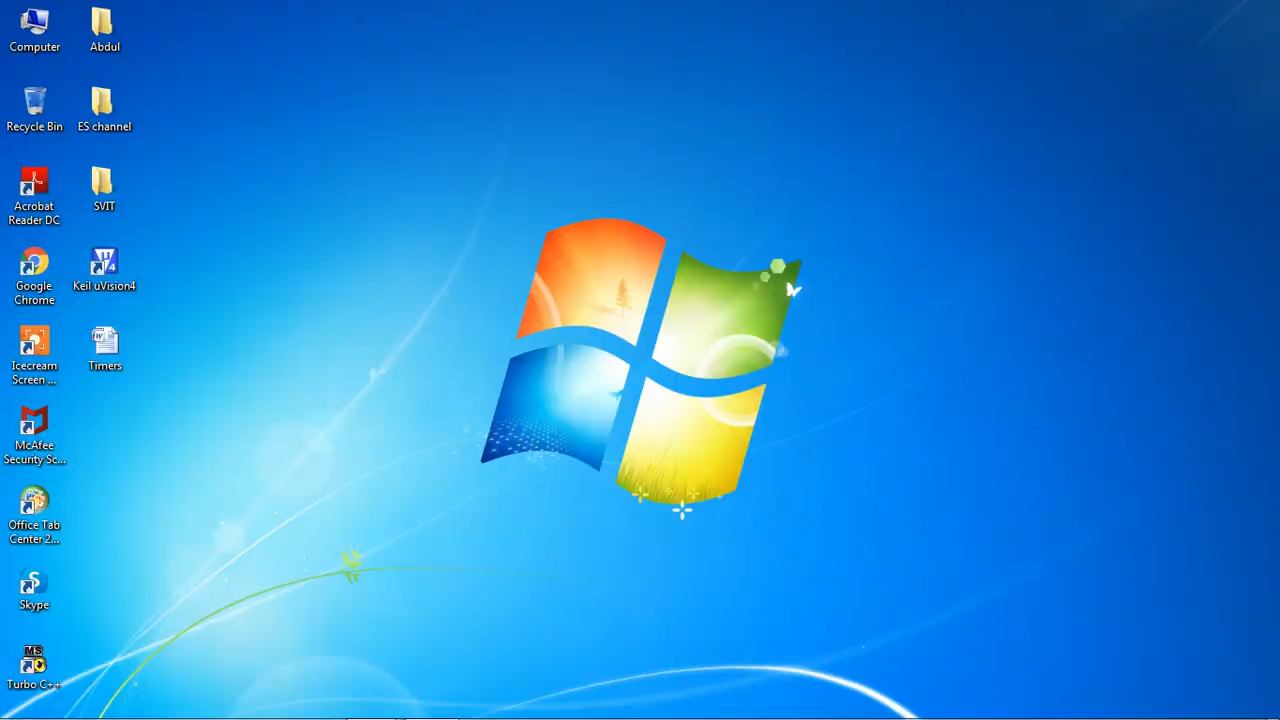 Computer
Abdul
Recycle Bin
ES channel
Acrobat
Reader DC
SVIT
Google
Chrome
Keil uVision4
Icecream
Screen ...
Timers
McAfee
Security Sc...
Office Tab
Center 2...
Skype
MS
Turbo C++